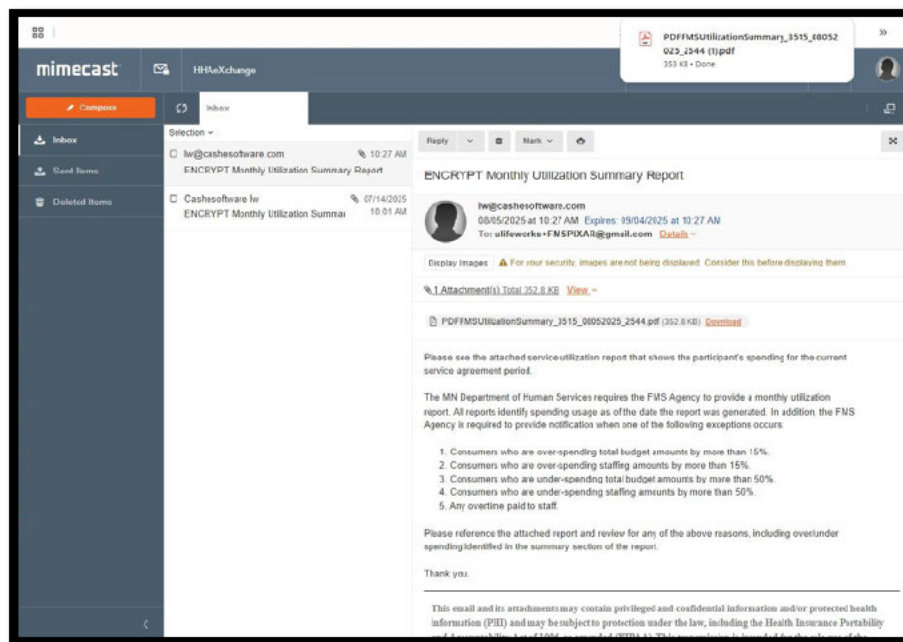 PDFFMSUtilizationSummary_3515_08052
025_2544 (1).pdf
353 KB • Done
mimecast
HHAeXchange
Compose
Inbox
Inbox
Sent Items
Deleted Items
Selection
lw@cashesoftware.com 10:27 AM
ENCRYPT Monthly Utilization Summary Report
Cashesoftware lw 07/14/2025
ENCRYPT Monthly Utilization Summar 10:01 AM
Reply
Mark
ENCRYPT Monthly Utilization Summary Report
lw@cashesoftware.com
08/05/2025 at 10:27 AM Expires: 09/04/2025 at 10:27 AM
To: ulifeworks+FMSPIXAR@gmail.com Details
Display Images For your security, images are not being displayed. Consider this before displaying them
1 Attachment(s) Total 352.8 KB View
PDFFMSUtilizationSummary_3515_08052025_2544.pdf (352.8 KB) Download
Please see the attached service utilization report that shows the participant's spending for the current
service agreement period.
The MN Department of Human Services requires the FMS Agency to provide a monthly utilization
report. All reports identify spending usage as of the date the report was generated. In addition, the FMS
Agency is required to provide notification when one of the following exceptions occurs:
1. Consumers who are over-spending total budget amounts by more than 15%.
2. Consumers who are over-spending staffing amounts by more than 15%.
3. Consumers who are under-spending total budget amounts by more than 50%.
4. Consumers who are under-spending staffing amounts by more than 50%.
5. Any overtime paid to staff.
Please reference the attached report and review for any of the above reasons, including over/under
spending identified in the summary section of the report.
Thank you.
This email and its attachments may contain privileged and confidential information and/or protected health
information (PHI) and may be subject to protection under the law, including the Health Insurance Portability